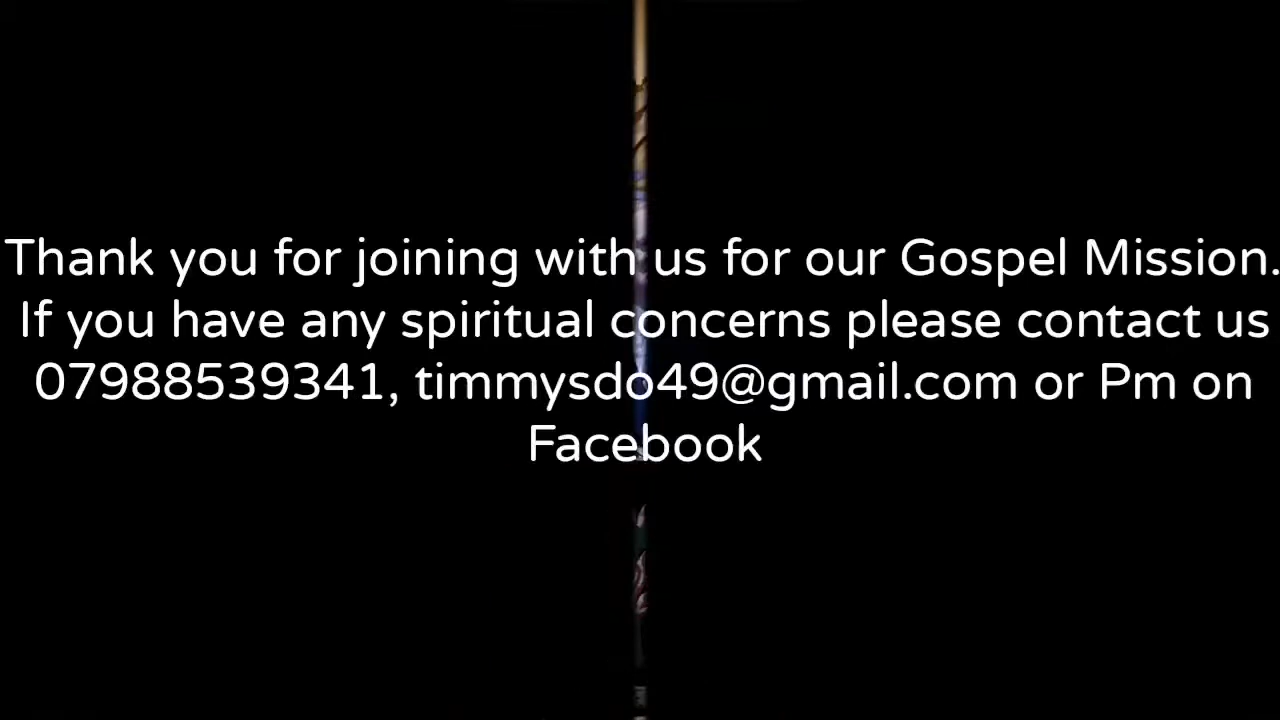 Thank you for joining with us for our Gospel Mission.
If you have any spiritual concerns please contact us
07988539341, timmysdo49@gmail.com or Pm on
Facebook